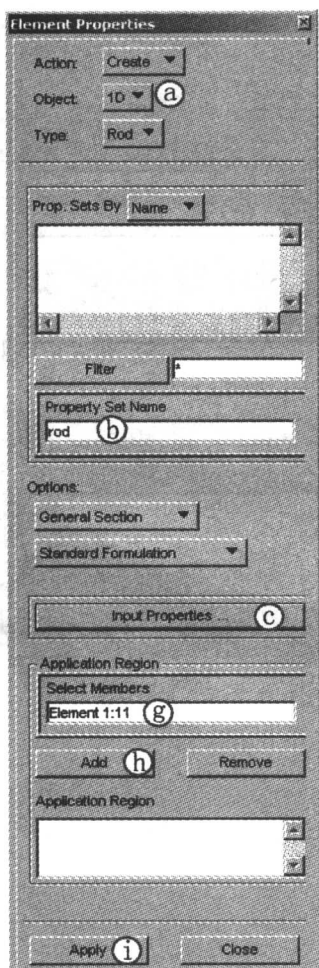 Element Properties
Action: Create
Object: 1D a
Type: Rod
Prop. Sets By Name
Filter *
Property Set Name
rod b
Options:
General Section
Standard Formulation
Input Properties ... c
Application Region
Select Members
Element 1:11 g
Add h Remove
Application Region
Apply i Close